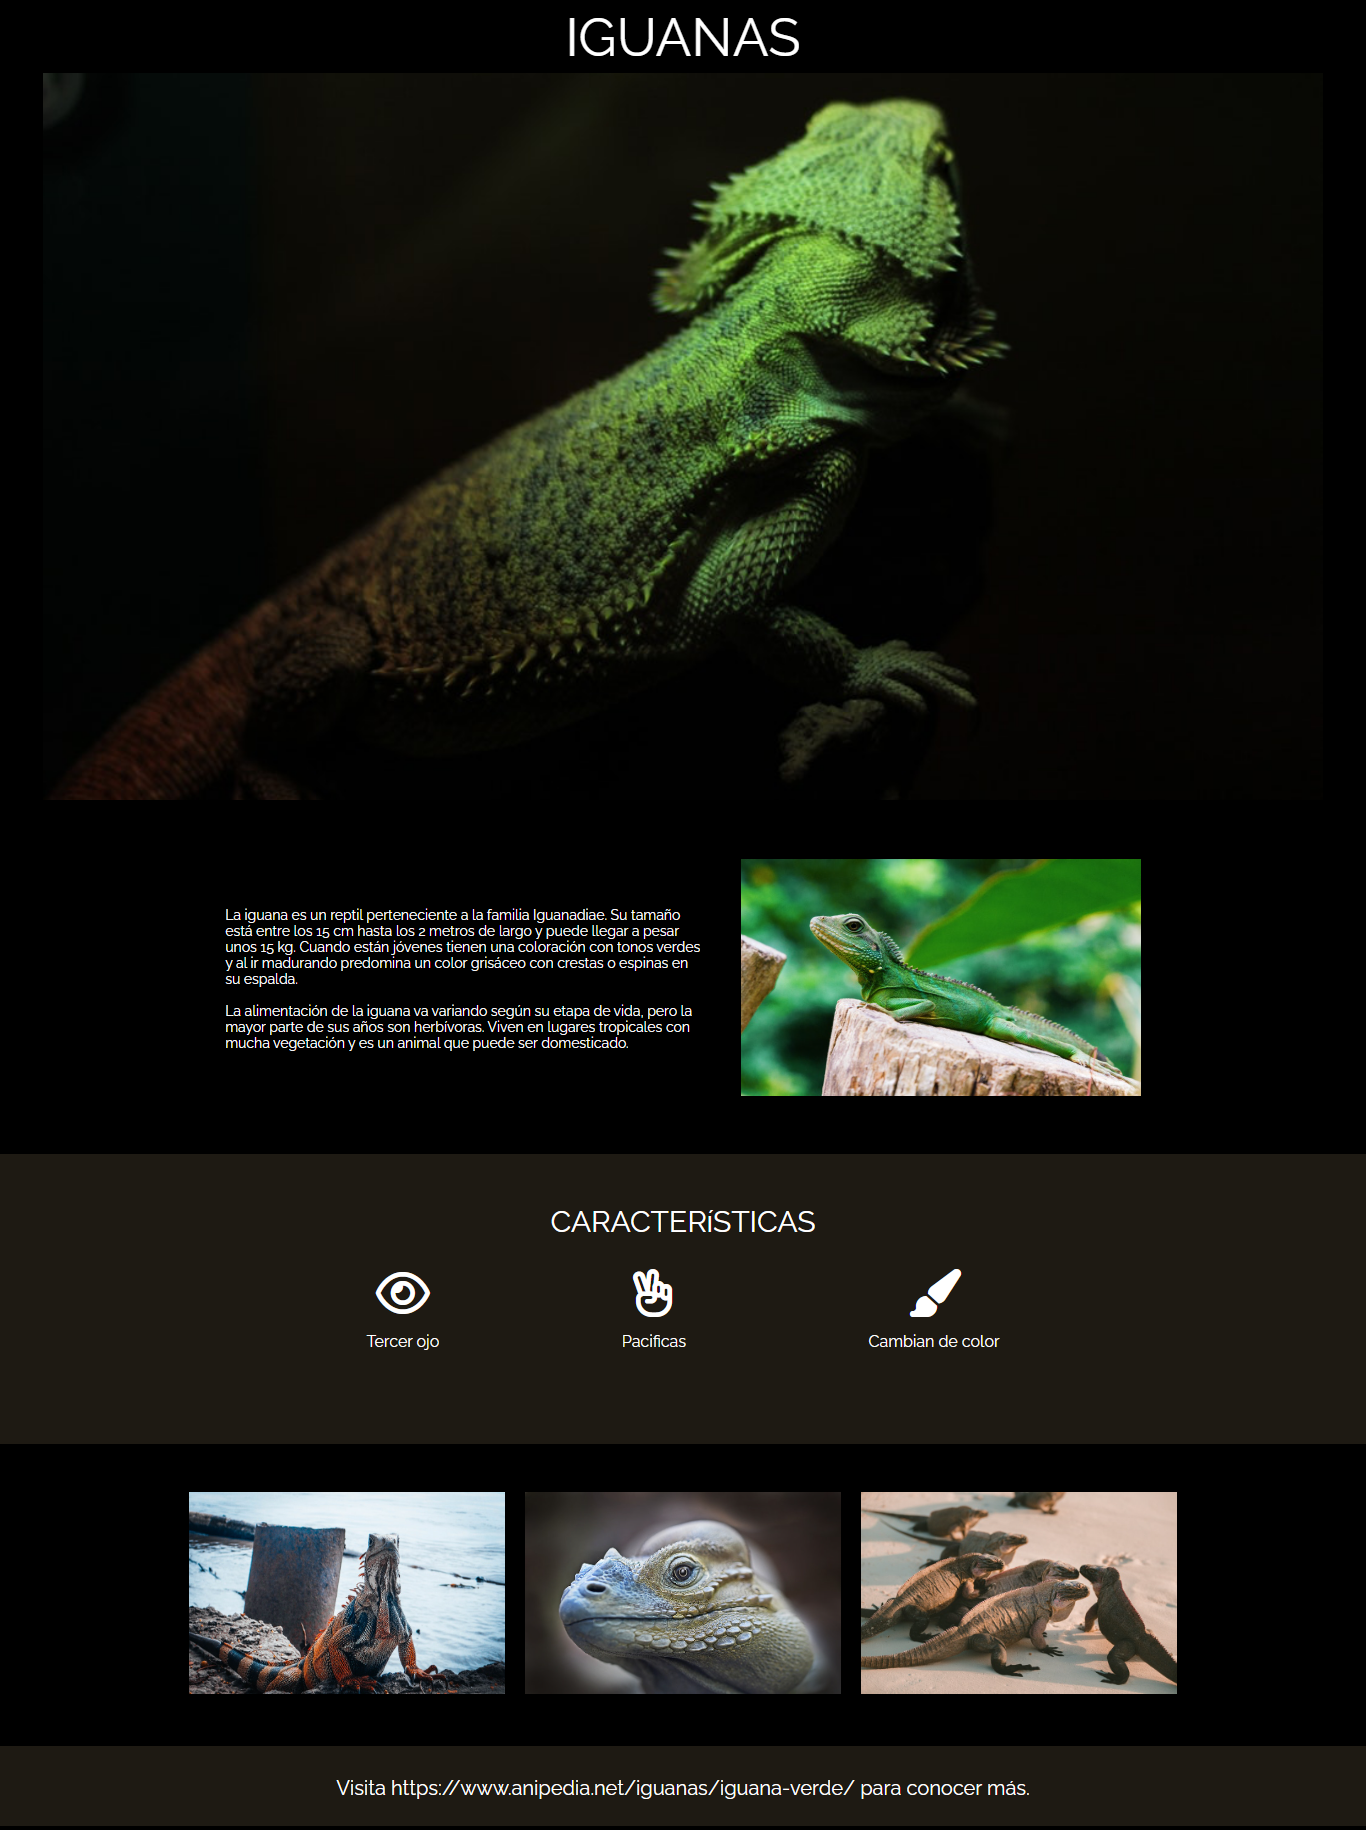 IGUANAS
La iguana es un reptil perteneciente a la familia Iguanadiae. Su tamaño
está entre los 15 cm hasta los 2 metros de largo y puede llegar a pesar
unos 15 kg. Cuando están jóvenes tienen una coloración con tonos verdes
y al ir madurando predomina un color grisáceo con crestas o espinas en
su espalda.
La alimentación de la iguana va variando según su etapa de vida, pero la
mayor parte de sus años son herbívoras. Viven en lugares tropicales con
mucha vegetación y es un animal que puede ser domesticado.
CARACTERíSTICAS
Tercer ojo
Pacificas
Cambian de color
Visita https://www.anipedia.net/iguanas/iguana-verde/ para conocer más.